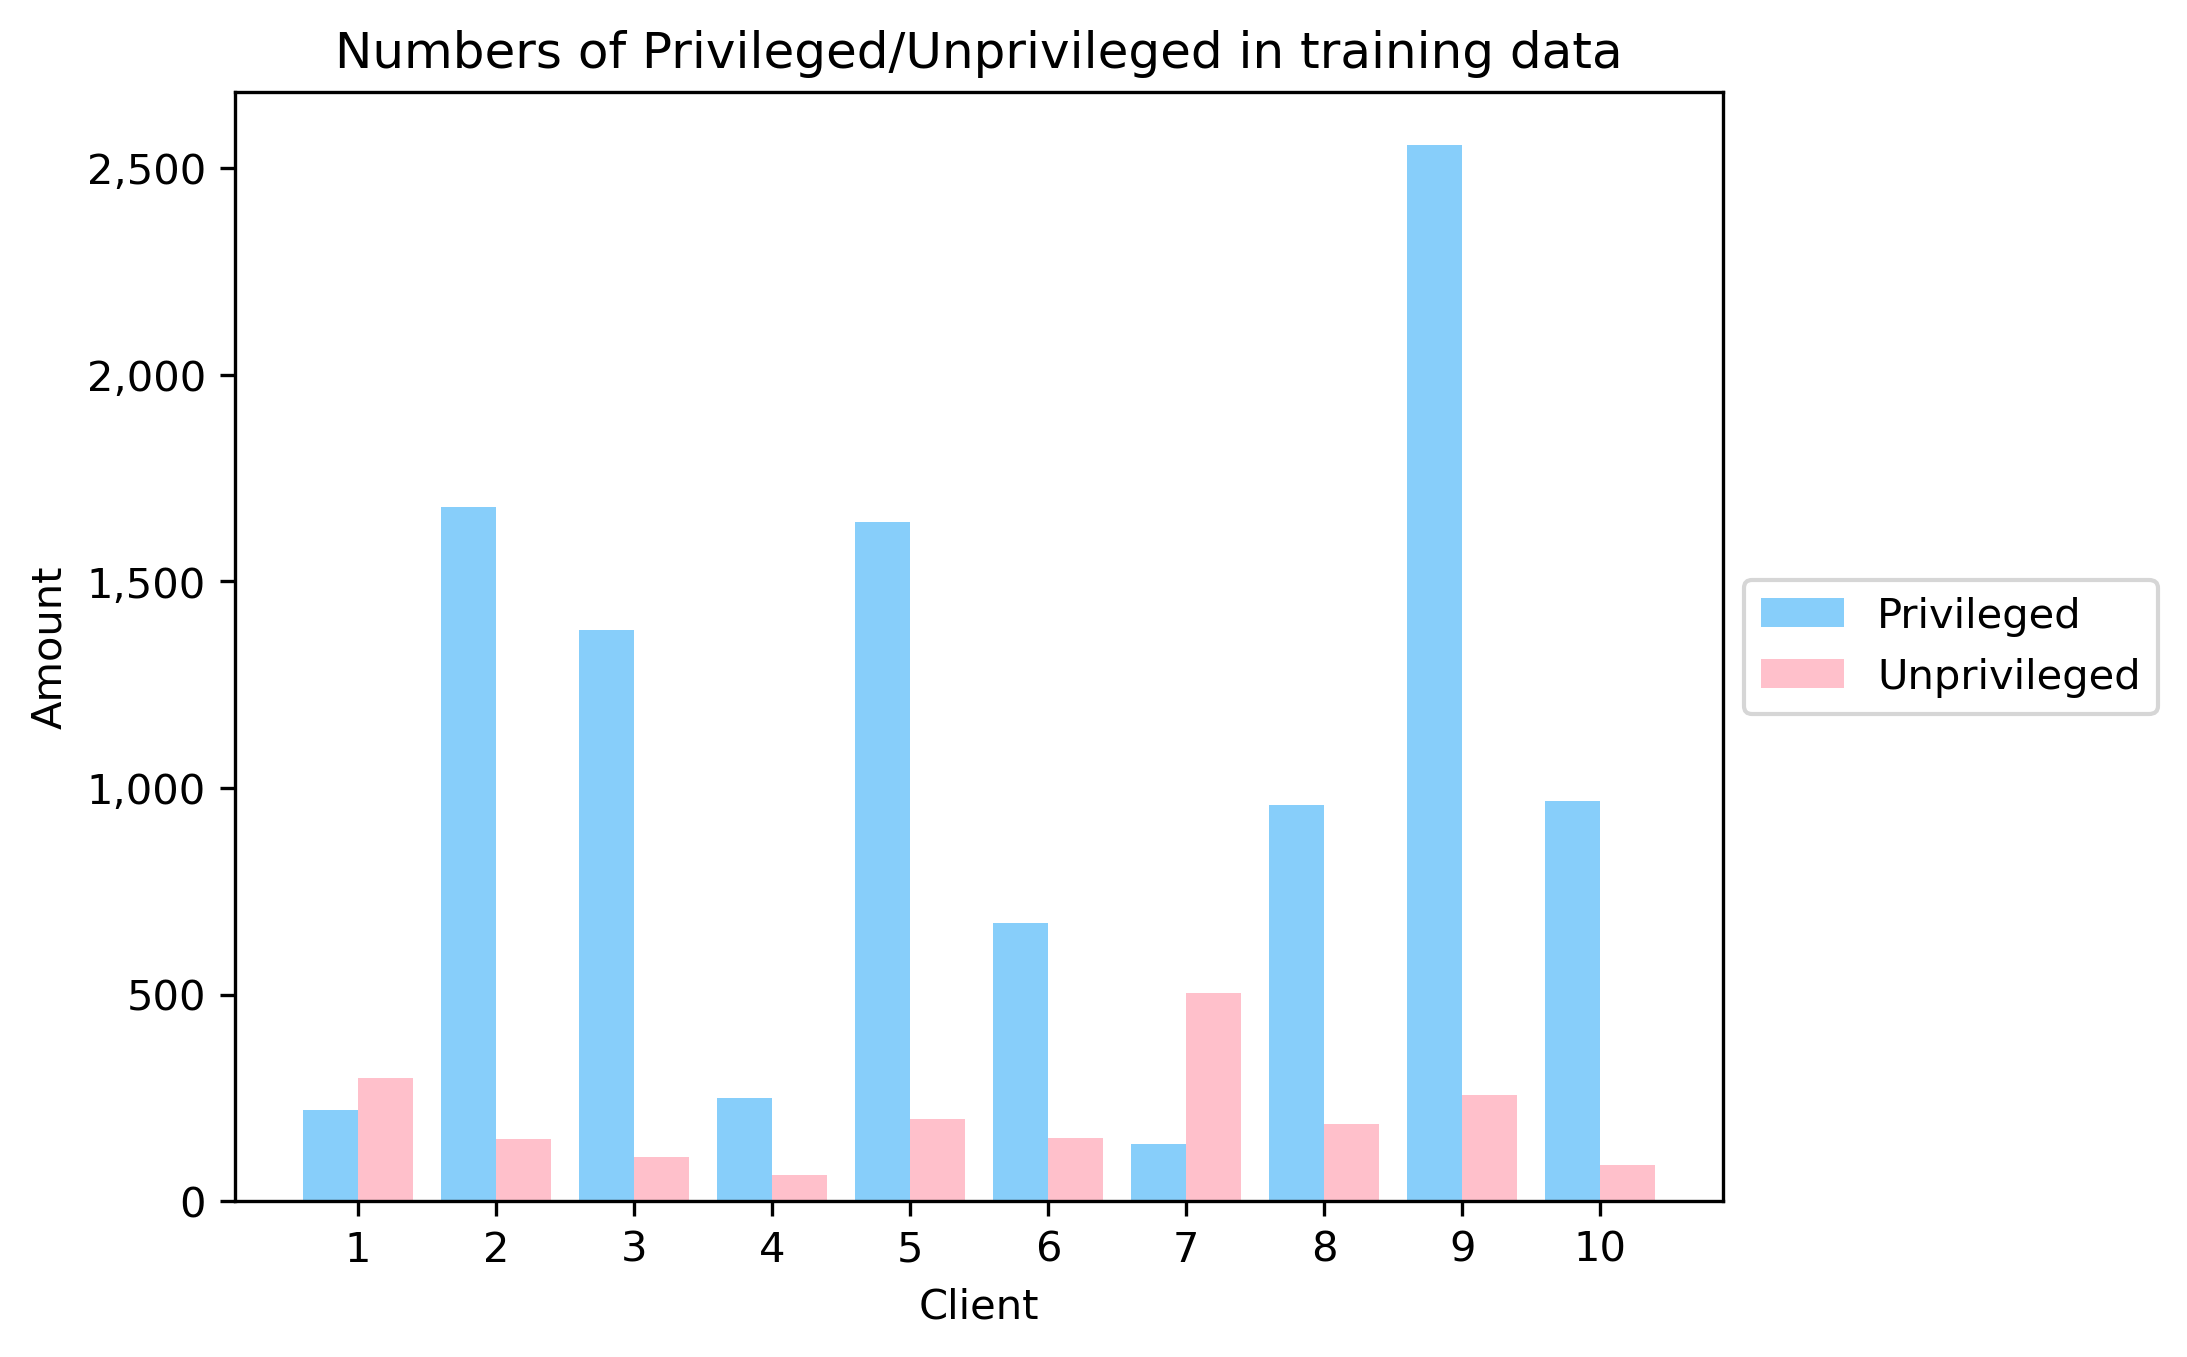 Numbers of Privileged/Unprivileged in training data
2,500
2,000
1,500
1,000
500
0
Amount
1 2 3 4 5 6 7 8 9 10
Client
Privileged
Unprivileged